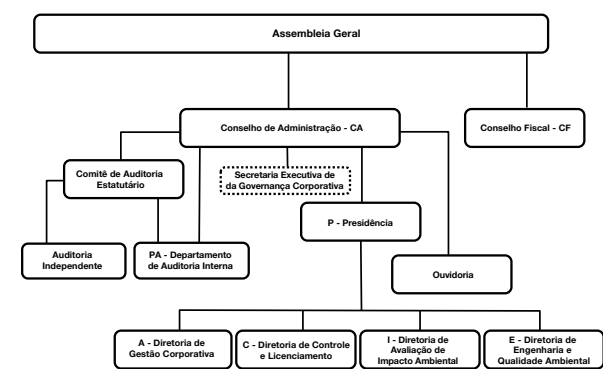 Assembleia Geral
Conselho de Administração - CA
Conselho Fiscal - CF
Comitê de Auditoria
Estatutário
Secretaria Executiva de
da Governança Corporativa
P - Presidência
Auditoria
Independente
PA - Departamento
de Auditoria Interna
Ouvidoria
A - Diretoria de
Gestão Corporativa
C - Diretoria de Controle
e Licenciamento
I - Diretoria de
Avaliação de
Impacto Ambiental
E - Diretoria de
Engenharia e
Qualidade Ambiental